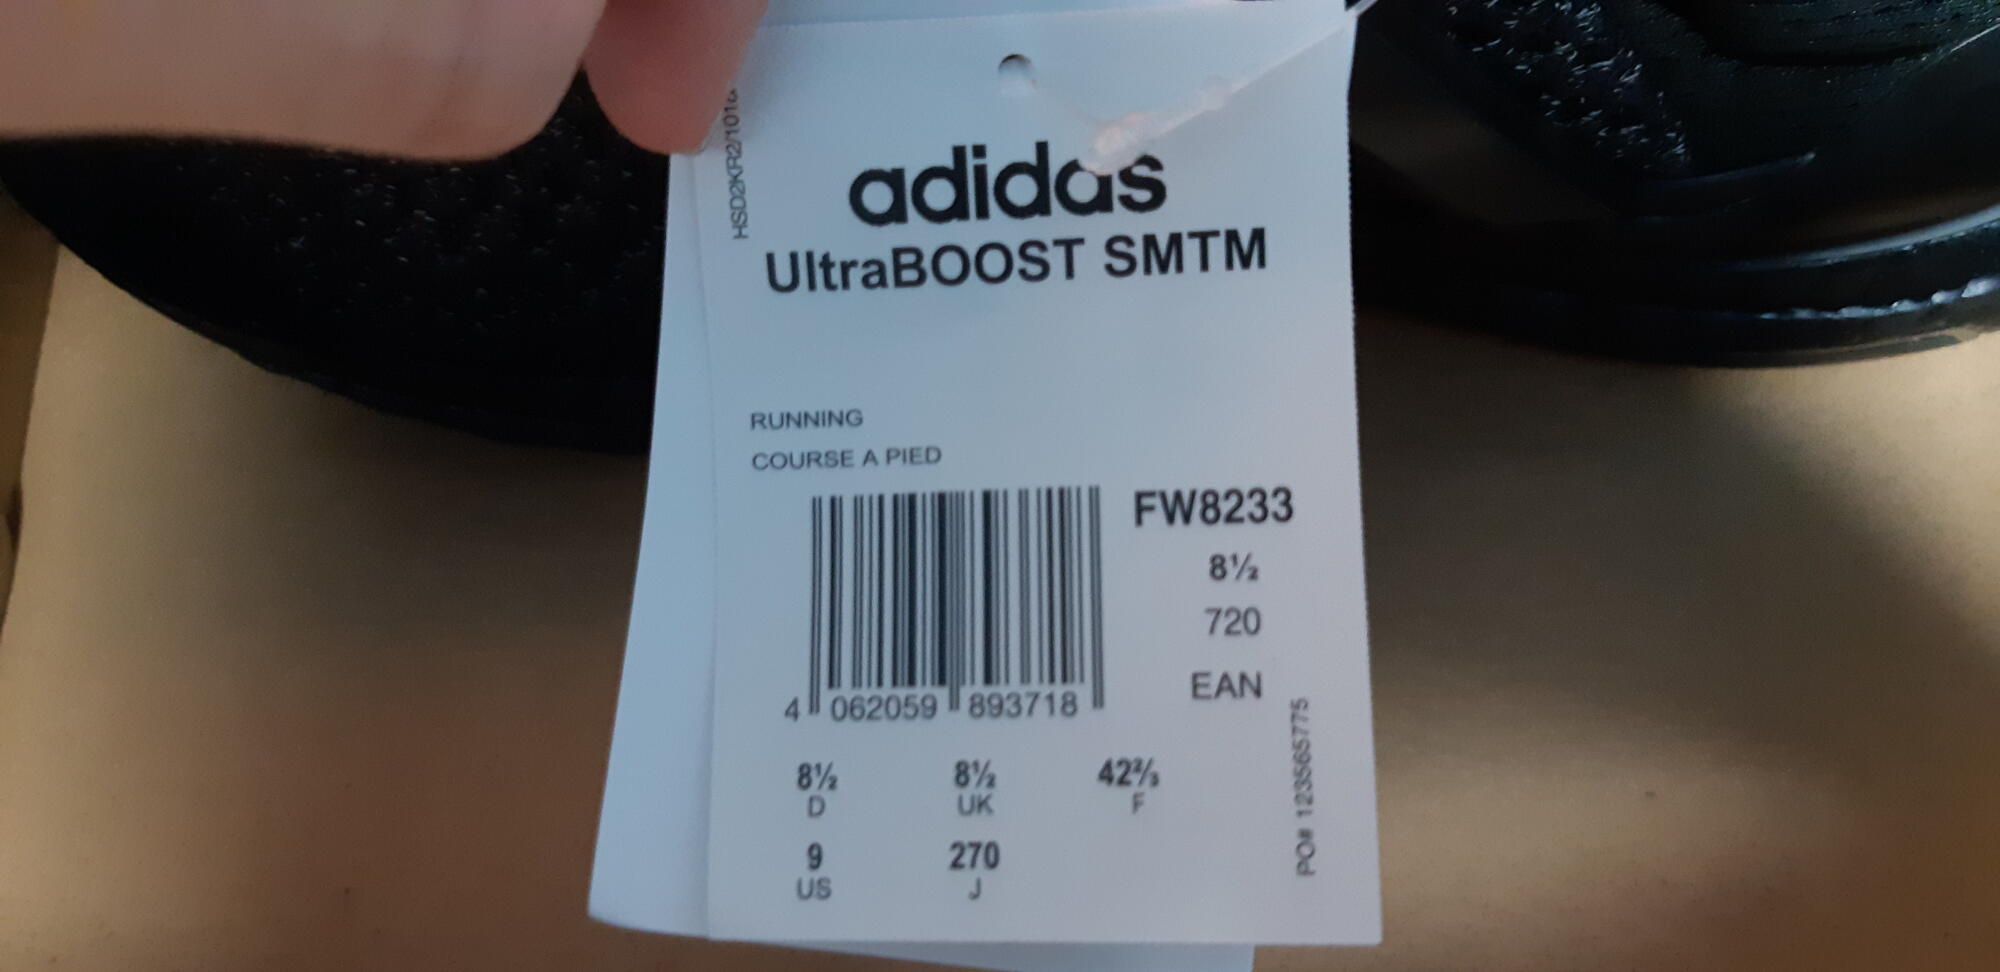 adidas
UltraBOOST SMTM
RUNNING
COURSE A PIED
FW8233
8½
720
EAN
4 062059 893718
8½ 8½ 42⅔
D UK F
9 270
US J
PO# 123565775